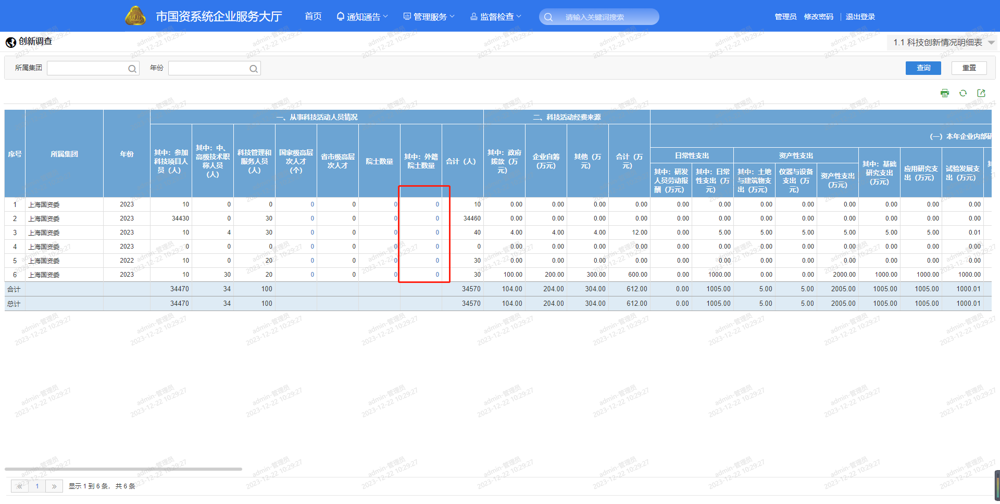 市国资系统企业服务大厅 首页 通知通告 管理服务 监督检查 请输入关键词搜索 管理员 修改密码 退出登录
创新调查 1.1 科技创新情况明细表
所属集团 年份 查询 重置
序号 所属集团 年份 一、从事科技活动人员情况 二、科技活动经费来源
(一) 本年企业内部研
其中：参加科技项目人员（人） 其中：中、高级技术职称人员（人） 科技管理和服务人员（人） 国家级高层次人才（个） 省市级高层次人才 院士数量 其中：外籍院士数量 合计（人） 其中：政府拨款（万元） 企业自筹（万元） 其他（万元） 合计（万元）
日常性支出 资产性支出 其中：基础研究支出（万元） 应用研究支出（万元） 试验发展支出（万元）
其中：研发人员劳动报酬（万元） 其中：日常性支出（万元） 其中：土地与建筑物支出（万元） 仪器与设备支出（万元） 资产性支出（万元）
1 上海国资委 2023 10 0 0 0 0 0 0 10 0.00 0.00 0.00 0.00 0.00 0.00 0.00 0.00 0.00 0.00 0.00 0.00
2 上海国资委 2023 34430 0 30 0 0 0 0 34460 0.00 0.00 0.00 0.00 0.00 0.00 0.00 0.00 0.00 0.00 0.00 0.00
3 上海国资委 2023 10 4 30 0 0 0 0 40 4.00 4.00 4.00 12.00 0.00 5.00 5.00 5.00 5.00 5.00 5.00 0.01
4 上海国资委 2023 0 0 0 0 0 0 0 0 0.00 0.00 0.00 0.00 0.00 0.00 0.00 0.00 0.00 0.00 0.00 0.00
5 上海国资委 2022 10 0 20 0 0 0 0 30 0.00 0.00 0.00 0.00 0.00 0.00 0.00 0.00 0.00 0.00 0.00 0.00
6 上海国资委 2023 10 30 20 0 0 0 0 30 100.00 200.00 300.00 600.00 0.00 1000.00 0.00 0.00 2000.00 1000.00 1000.00 1000.00
合计 34470 34 100 34570 104.00 204.00 304.00 612.00 0.00 1005.00 5.00 5.00 2005.00 1005.00 1005.00 1000.01
总计 34470 34 100 34570 104.00 204.00 304.00 612.00 0.00 1005.00 5.00 5.00 2005.00 1005.00 1005.00 1000.01
admin-管理员
2023-12-22 10:29:27
« 1 » 显示 1 到 6 条， 共 6 条